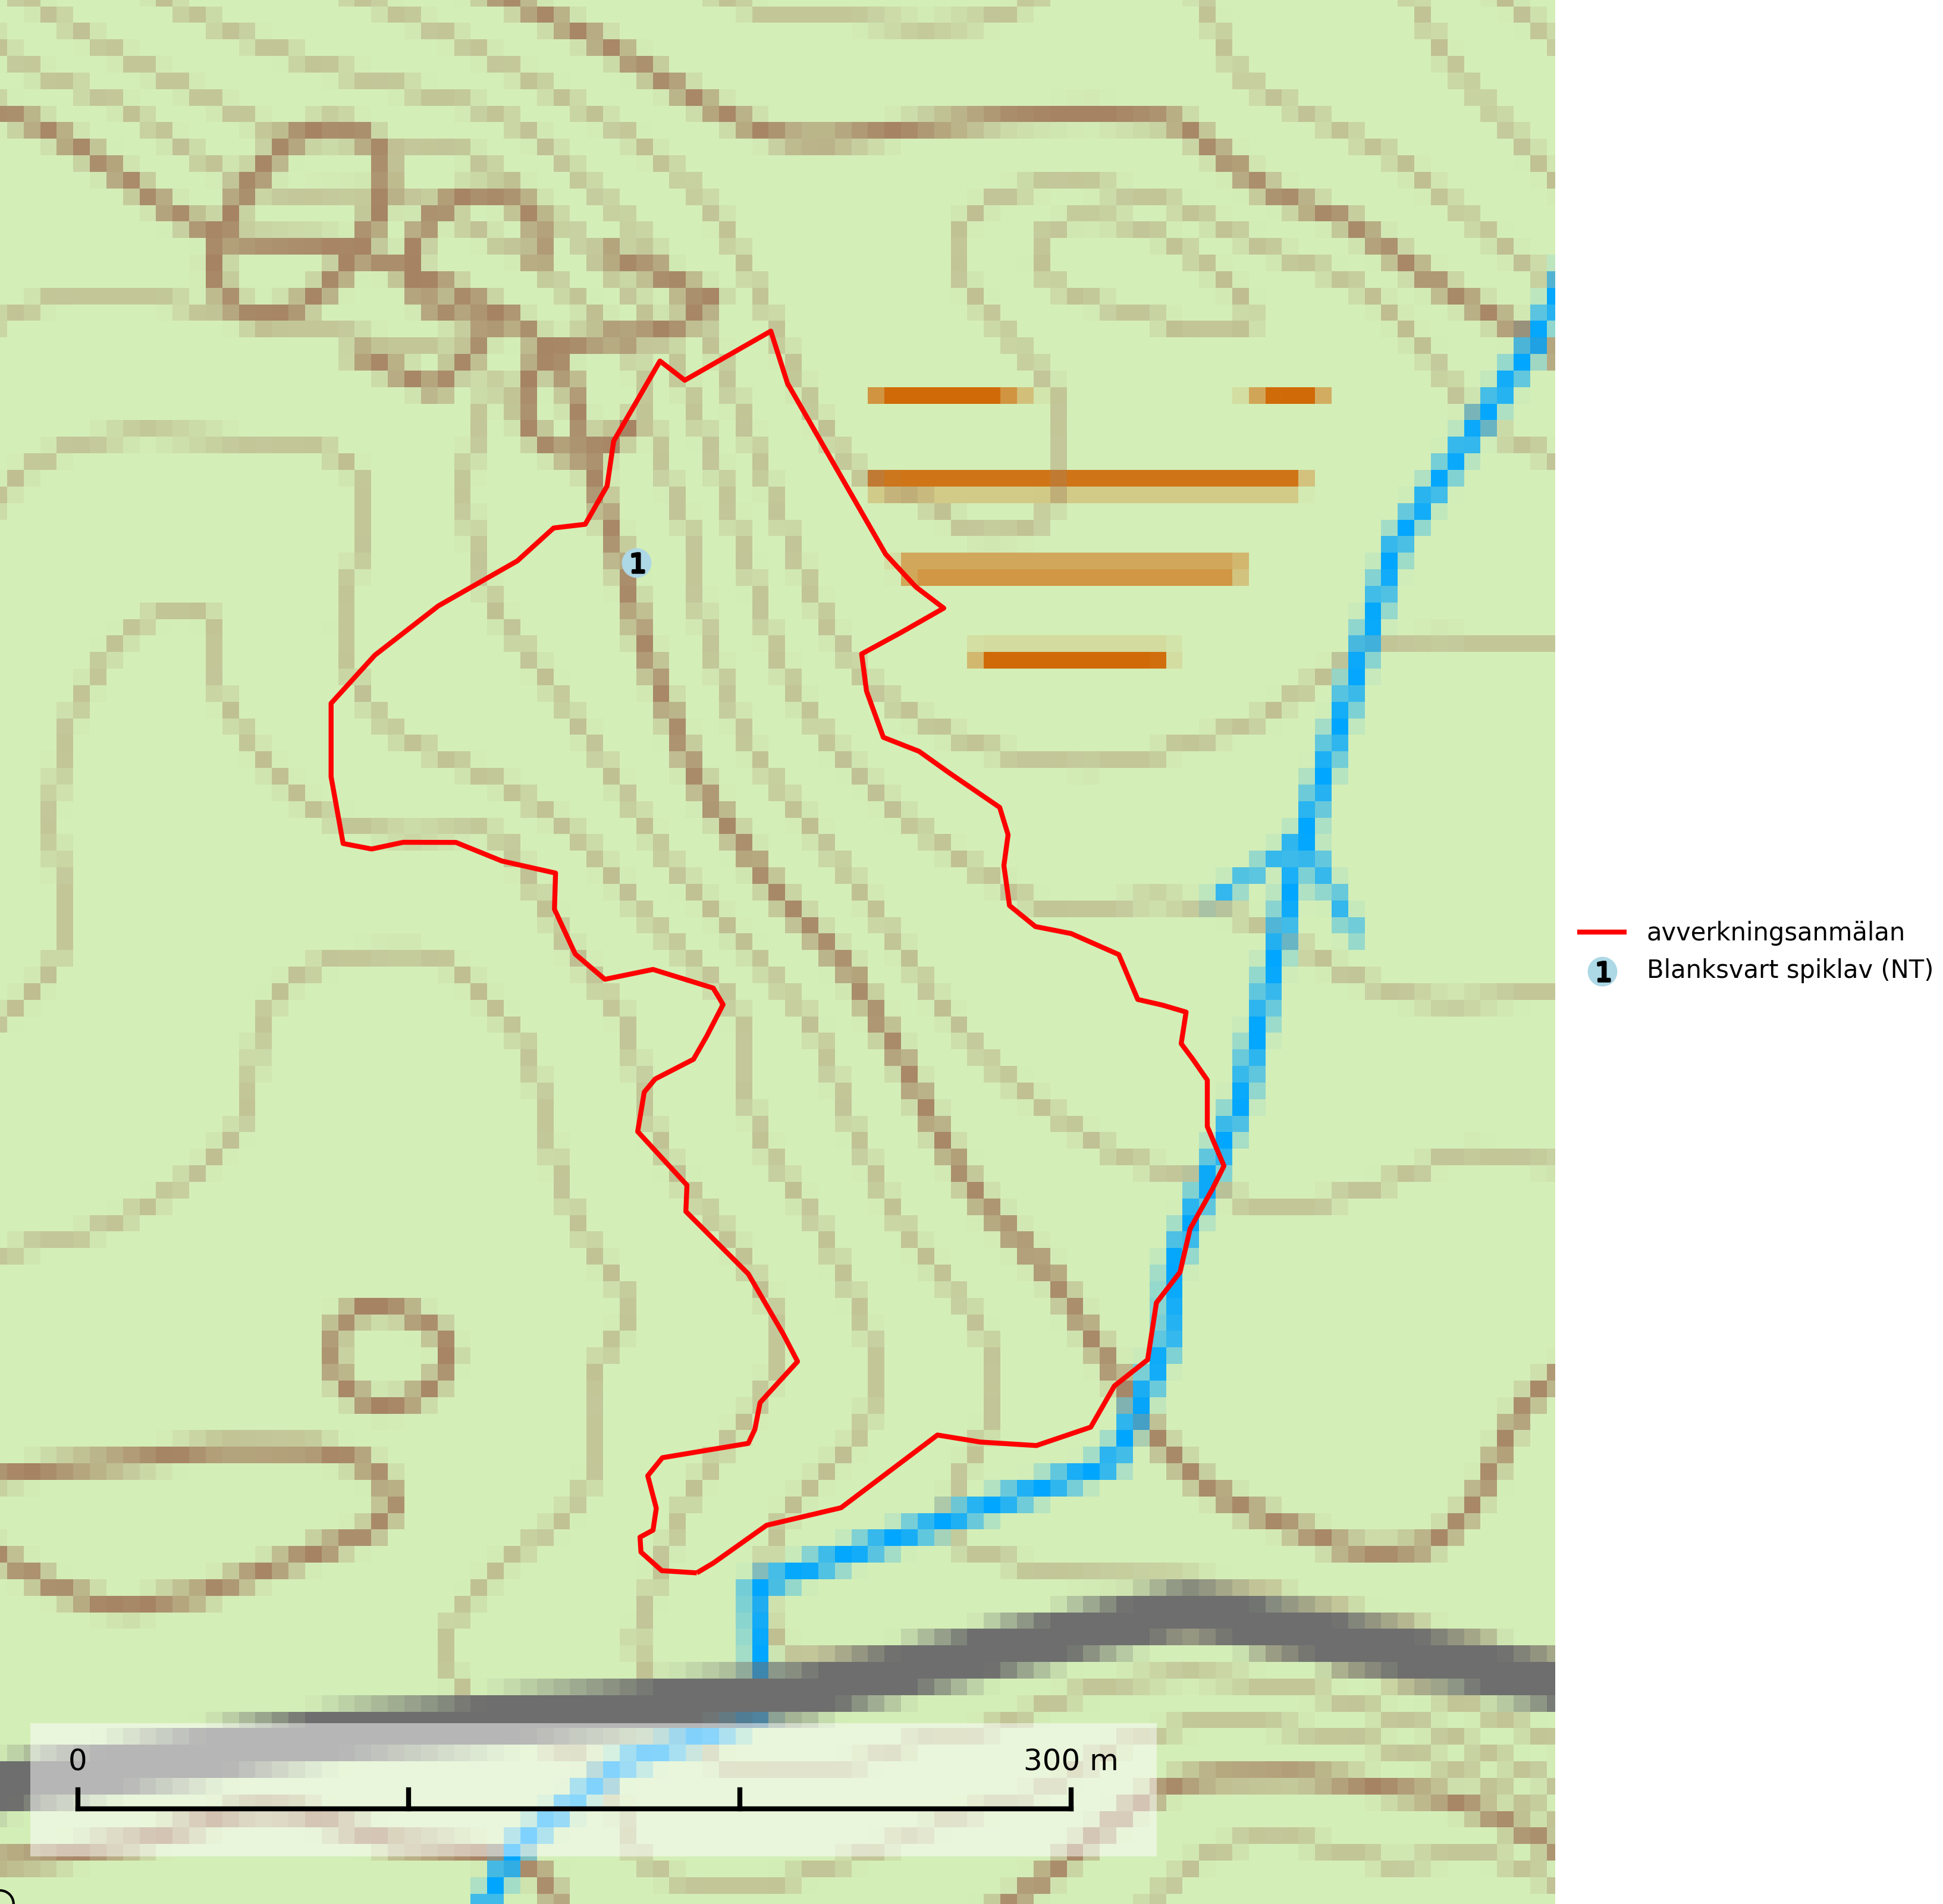 1
avverkningsanmälan
1 Blanksvart spiklav (NT)
0 300 m